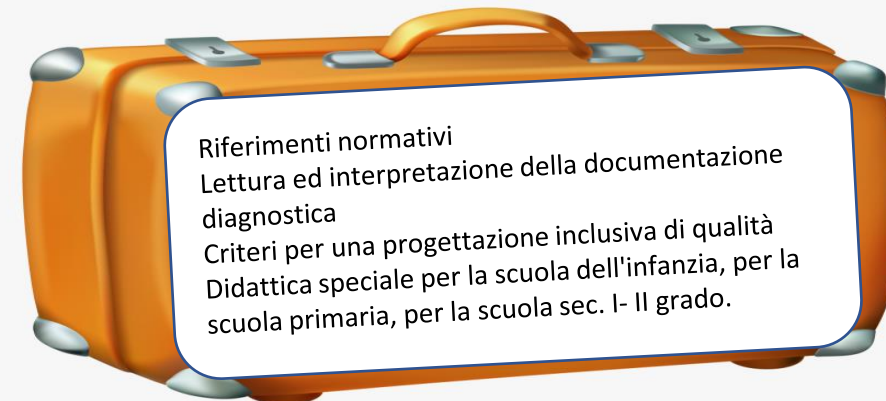 Riferimenti normativi
Lettura ed interpretazione della documentazione
diagnostica
Criteri per una progettazione inclusiva di qualità
Didattica speciale per la scuola dell'infanzia, per la
scuola primaria, per la scuola sec. I- II grado.